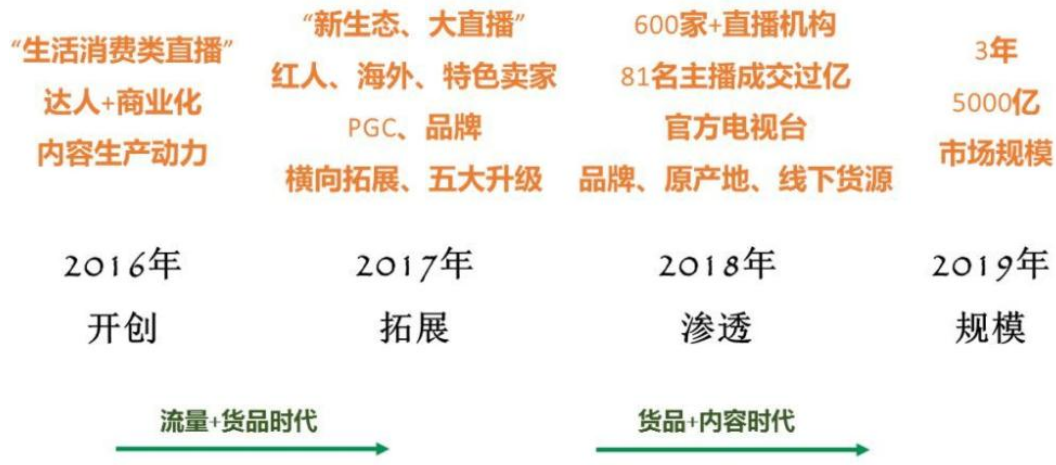 “生活消费类直播”
达人+商业化
内容生产动力
2016年
开创
“新生态、大直播”
红人、海外、特色卖家
PGC、品牌
横向拓展、五大升级
2017年
拓展
600家+直播机构
81名主播成交过亿
官方电视台
品牌、原产地、线下货源
2018年
渗透
3年
5000亿
市场规模
2019年
规模
流量+货品时代
货品+内容时代